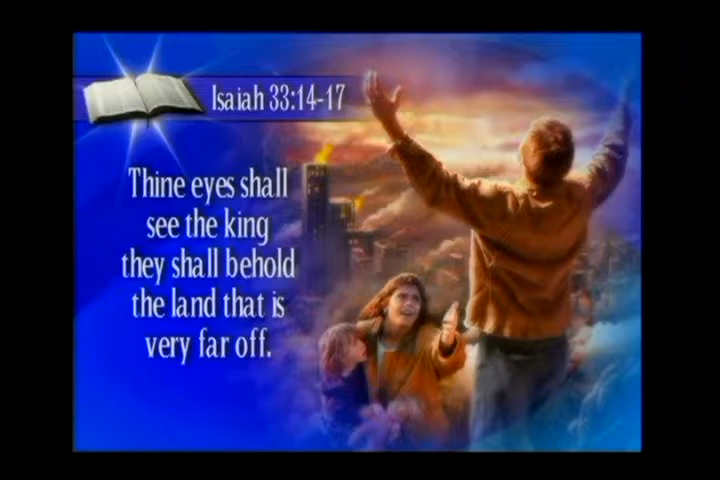 Isaiah 33:14-17
Thine eyes shall
see the king
they shall behold
the land that is
very far off.